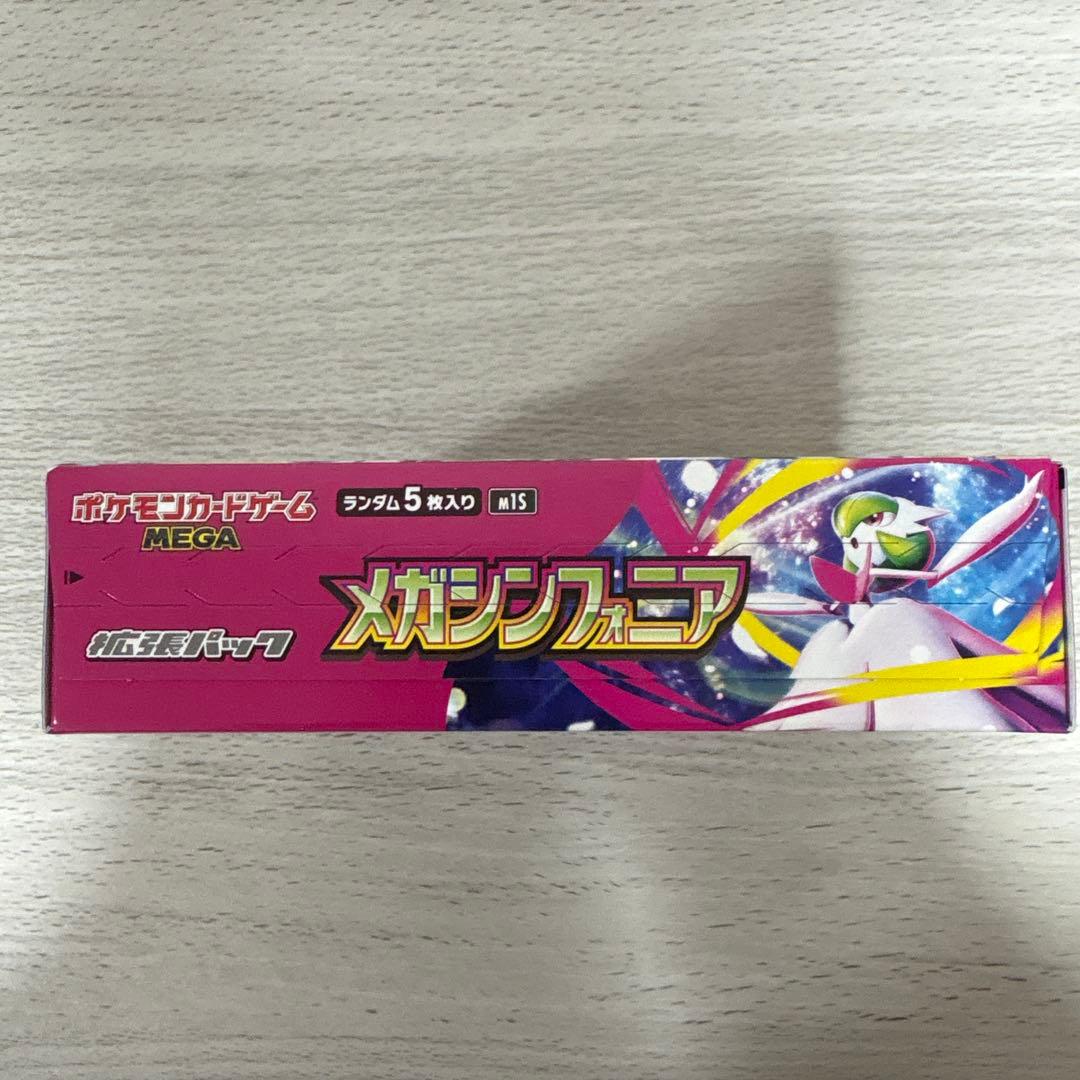 ポケモンカードゲーム
MEGA
ランダム5枚入り M1S
メガシンフォニア
拡張パック